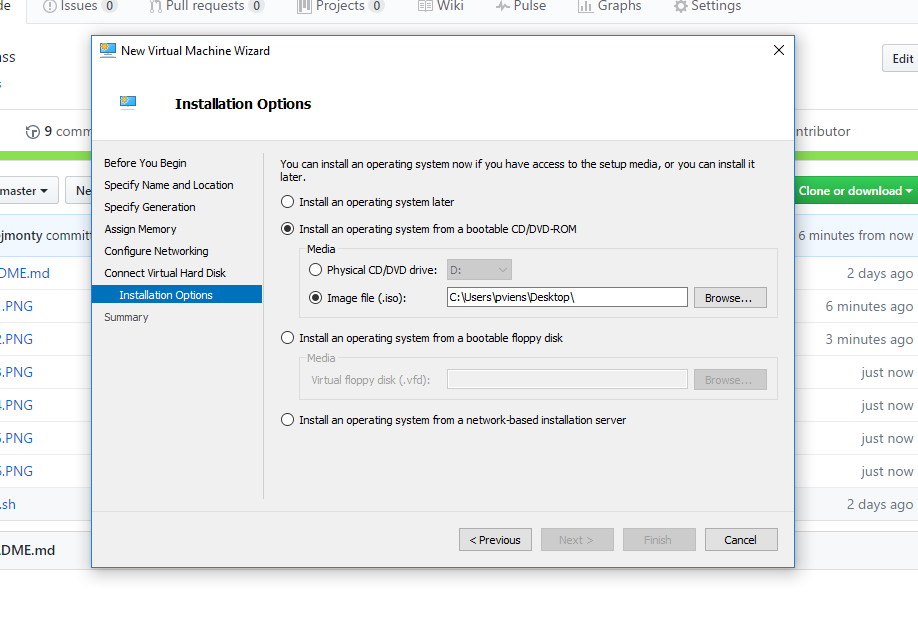 Issues 0 Pull requests 0 Projects 0 Wiki Pulse Graphs Settings
New Virtual Machine Wizard
Edit
Installation Options
9 comm
ntributor
Before You Begin
Specify Name and Location
Specify Generation
Assign Memory
Configure Networking
Connect Virtual Hard Disk
Installation Options
Summary
You can install an operating system now if you have access to the setup media, or you can install it
later.
Install an operating system later
Install an operating system from a bootable CD/DVD-ROM
Media
Physical CD/DVD drive: D:
Image file (.iso): C:\Users\pviens\Desktop\ Browse...
Install an operating system from a bootable floppy disk
Media
Virtual floppy disk (.vfd): Browse...
Install an operating system from a network-based installation server
< Previous Next > Finish Cancel
master Ne
Clone or download
jmonty committ
6 minutes from now
DME.md 2 days ago
.PNG 6 minutes ago
.PNG 3 minutes ago
.PNG just now
.PNG just now
.PNG just now
.PNG just now
.sh 2 days ago
DME.md